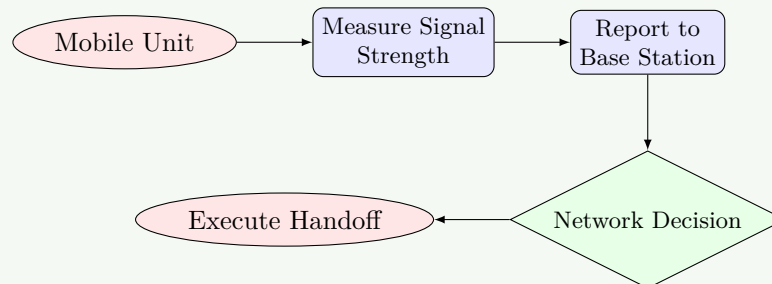 Mobile Unit
Measure Signal
Strength
Report to
Base Station
Network Decision
Execute Handoff